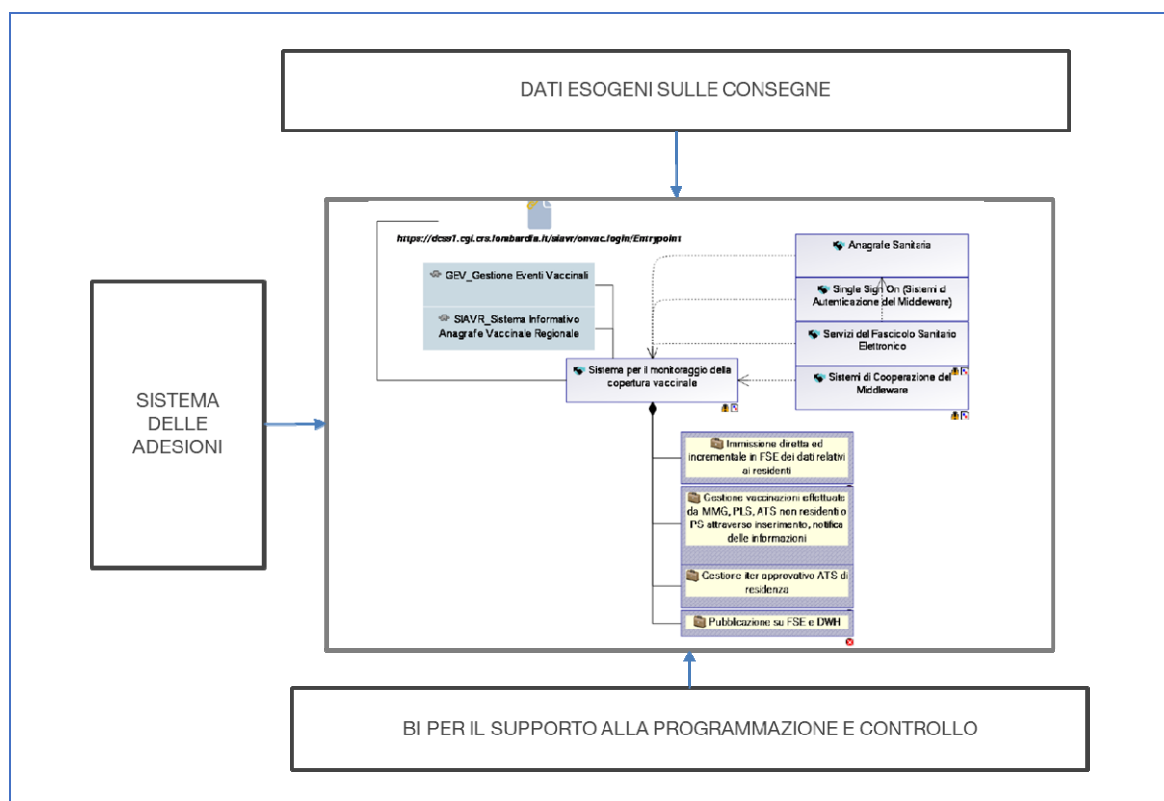 DATI ESOGENI SULLE CONSEGNE
https://dcss1.cgi.crs.lombardia.it/siavr/onvac.login/Entrypoint
GEV_Gestione Eventi Vaccinali
SIAVR_Sistema Informativo
Anagrafe Vaccinale Regionale
Anagrafe Sanitaria
Single Sign On (Sistemi d
Autenticazione del Middleware)
Servizi del Fascicolo Sanitario
Elettronico
Sistemi di Cooperazione del
Middleware
Sistema per il monitoraggio della
copertura vaccinale
SISTEMA
DELLE
ADESIONI
Immissione diretta ed
incrementale in FSE dei dati relativi
ai residenti
Gestione vaccinazioni effettuate
da MMG, PLS, ATS non residenti o
PS attraverso inserimento, notifica
delle informazioni
Gestione iter approvativo ATS di
residenza
Pubblicazione su FSE e DWH
BI PER IL SUPPORTO ALLA PROGRAMMAZIONE E CONTROLLO